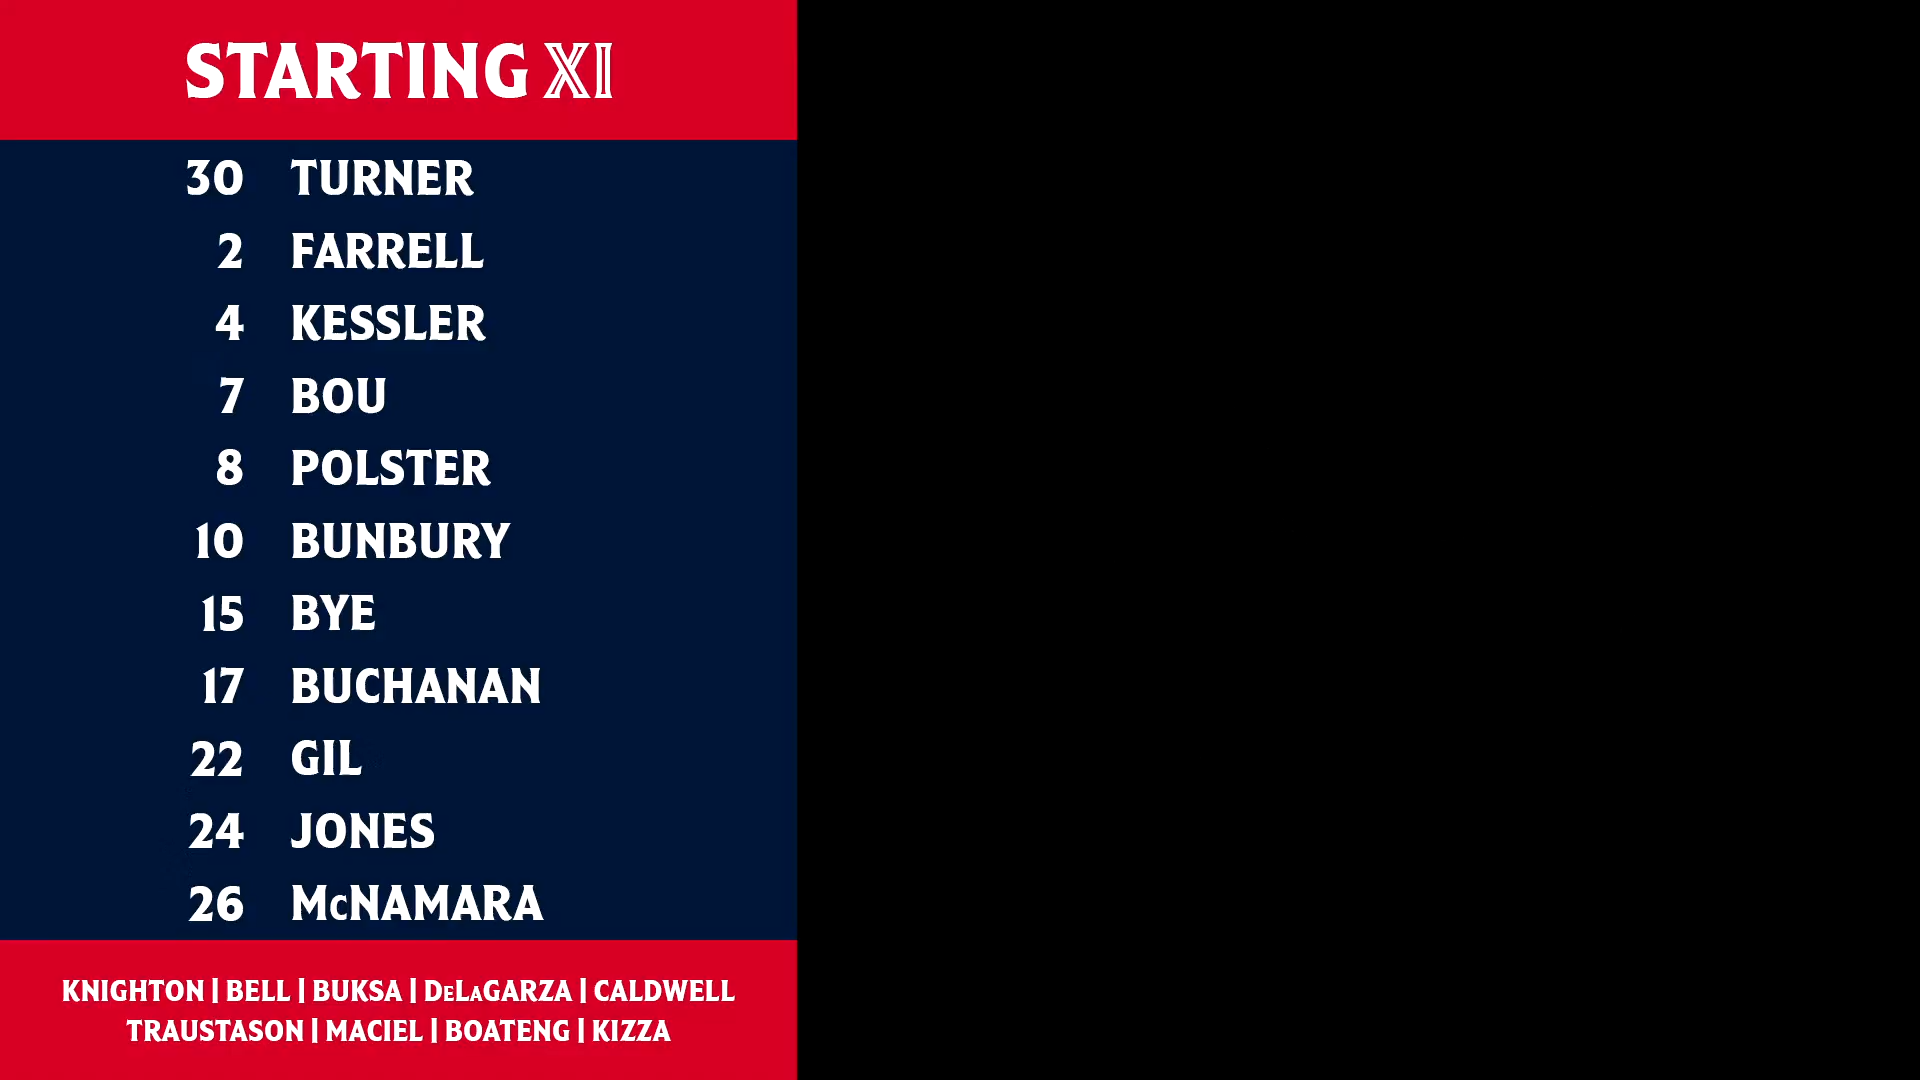 STARTING XI
30 TURNER
2 FARRELL
4 KESSLER
7 BOU
8 POLSTER
10 BUNBURY
15 BYE
17 BUCHANAN
22 GIL
24 JONES
26 McNAMARA
KNIGHTON | BELL | BUKSA | DeLaGARZA | CALDWELL
TRAUSTASON | MACIEL | BOATENG | KIZZA